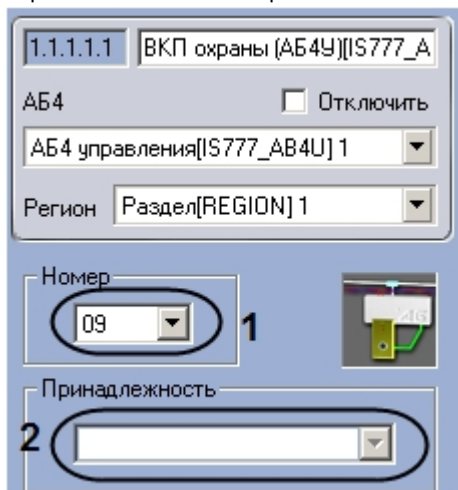 1.1.1.1.1 ВКП охраны (АБ4У)[IS777_A
АБ4 Отключить
АБ4 управления[IS777_AB4U] 1
Регион Раздел[REGION] 1
Номер
09 1
А6
Принадлежность
2